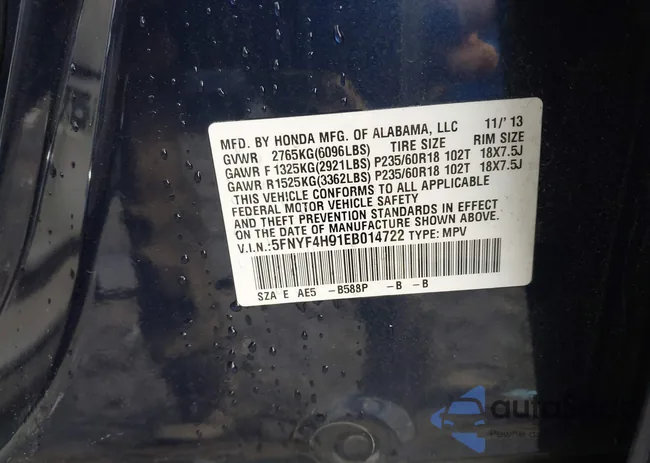 MFD. BY HONDA MFG. OF ALABAMA, LLC 11/'13
GVWR 2765KG(6096LBS) TIRE SIZE RIM SIZE
GAWR F 1325KG(2921LBS) P235/60R18 102T 18X7.5J
GAWR R 1525KG(3362LBS) P235/60R18 102T 18X7.5J
THIS VEHICLE CONFORMS TO ALL APPLICABLE
FEDERAL MOTOR VEHICLE SAFETY
AND THEFT PREVENTION STANDARDS IN EFFECT
ON THE DATE OF MANUFACTURE SHOWN ABOVE.
V.I.N.: 5FNYF4H91EB014722 TYPE: MPV
SZA E AE5 -B588P -B -B